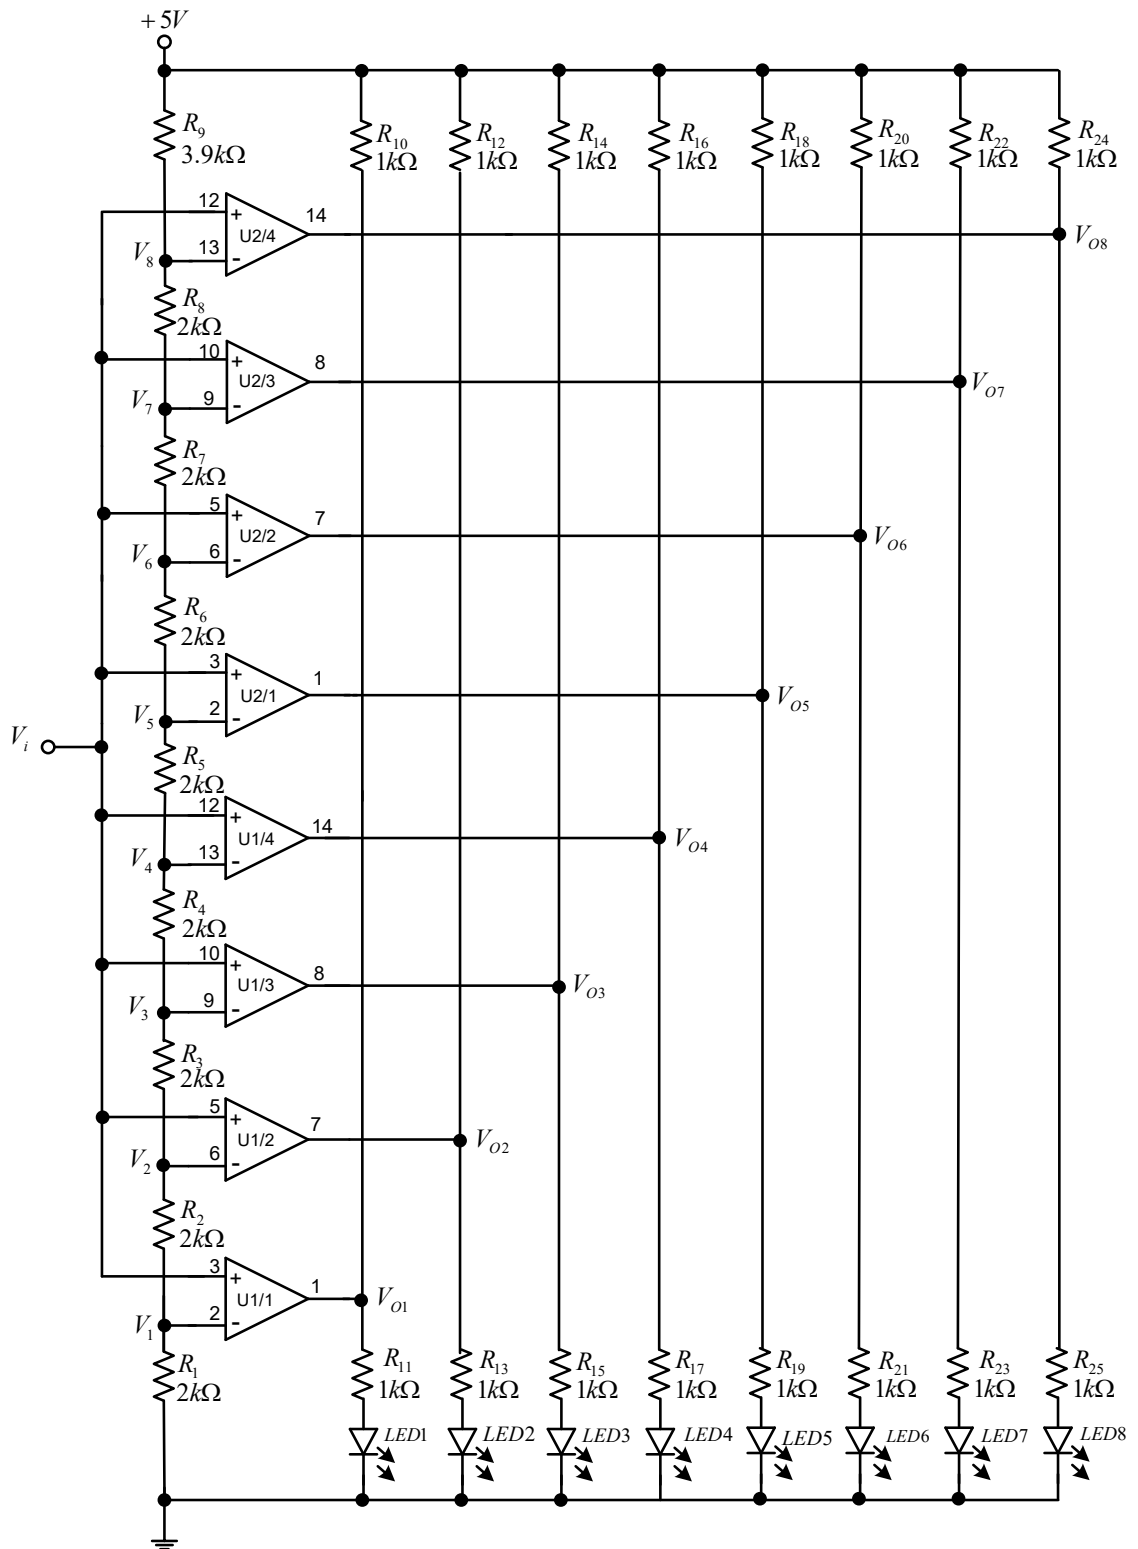 +5V
R9
3.9kΩ
R10
1kΩ
R12
1kΩ
R14
1kΩ
R16
1kΩ
R18
1kΩ
R20
1kΩ
R22
1kΩ
R24
1kΩ
12
+
U2/4
14
V8
13
-
VO8
R8
2kΩ
10
+
U2/3
8
V7
9
-
VO7
R7
2kΩ
5
+
U2/2
7
V6
6
-
VO6
R6
2kΩ
3
+
U2/1
1
V5
2
-
VO5
Vi
R5
2kΩ
12
+
U1/4
14
V4
13
-
VO4
R4
2kΩ
10
+
U1/3
8
V3
9
-
VO3
R3
2kΩ
5
+
U1/2
7
V2
6
-
VO2
R2
2kΩ
3
+
U1/1
1
V1
2
-
VO1
R1
2kΩ
R11
1kΩ
R13
1kΩ
R15
1kΩ
R17
1kΩ
R19
1kΩ
R21
1kΩ
R23
1kΩ
R25
1kΩ
LED1
LED2
LED3
LED4
LED5
LED6
LED7
LED8